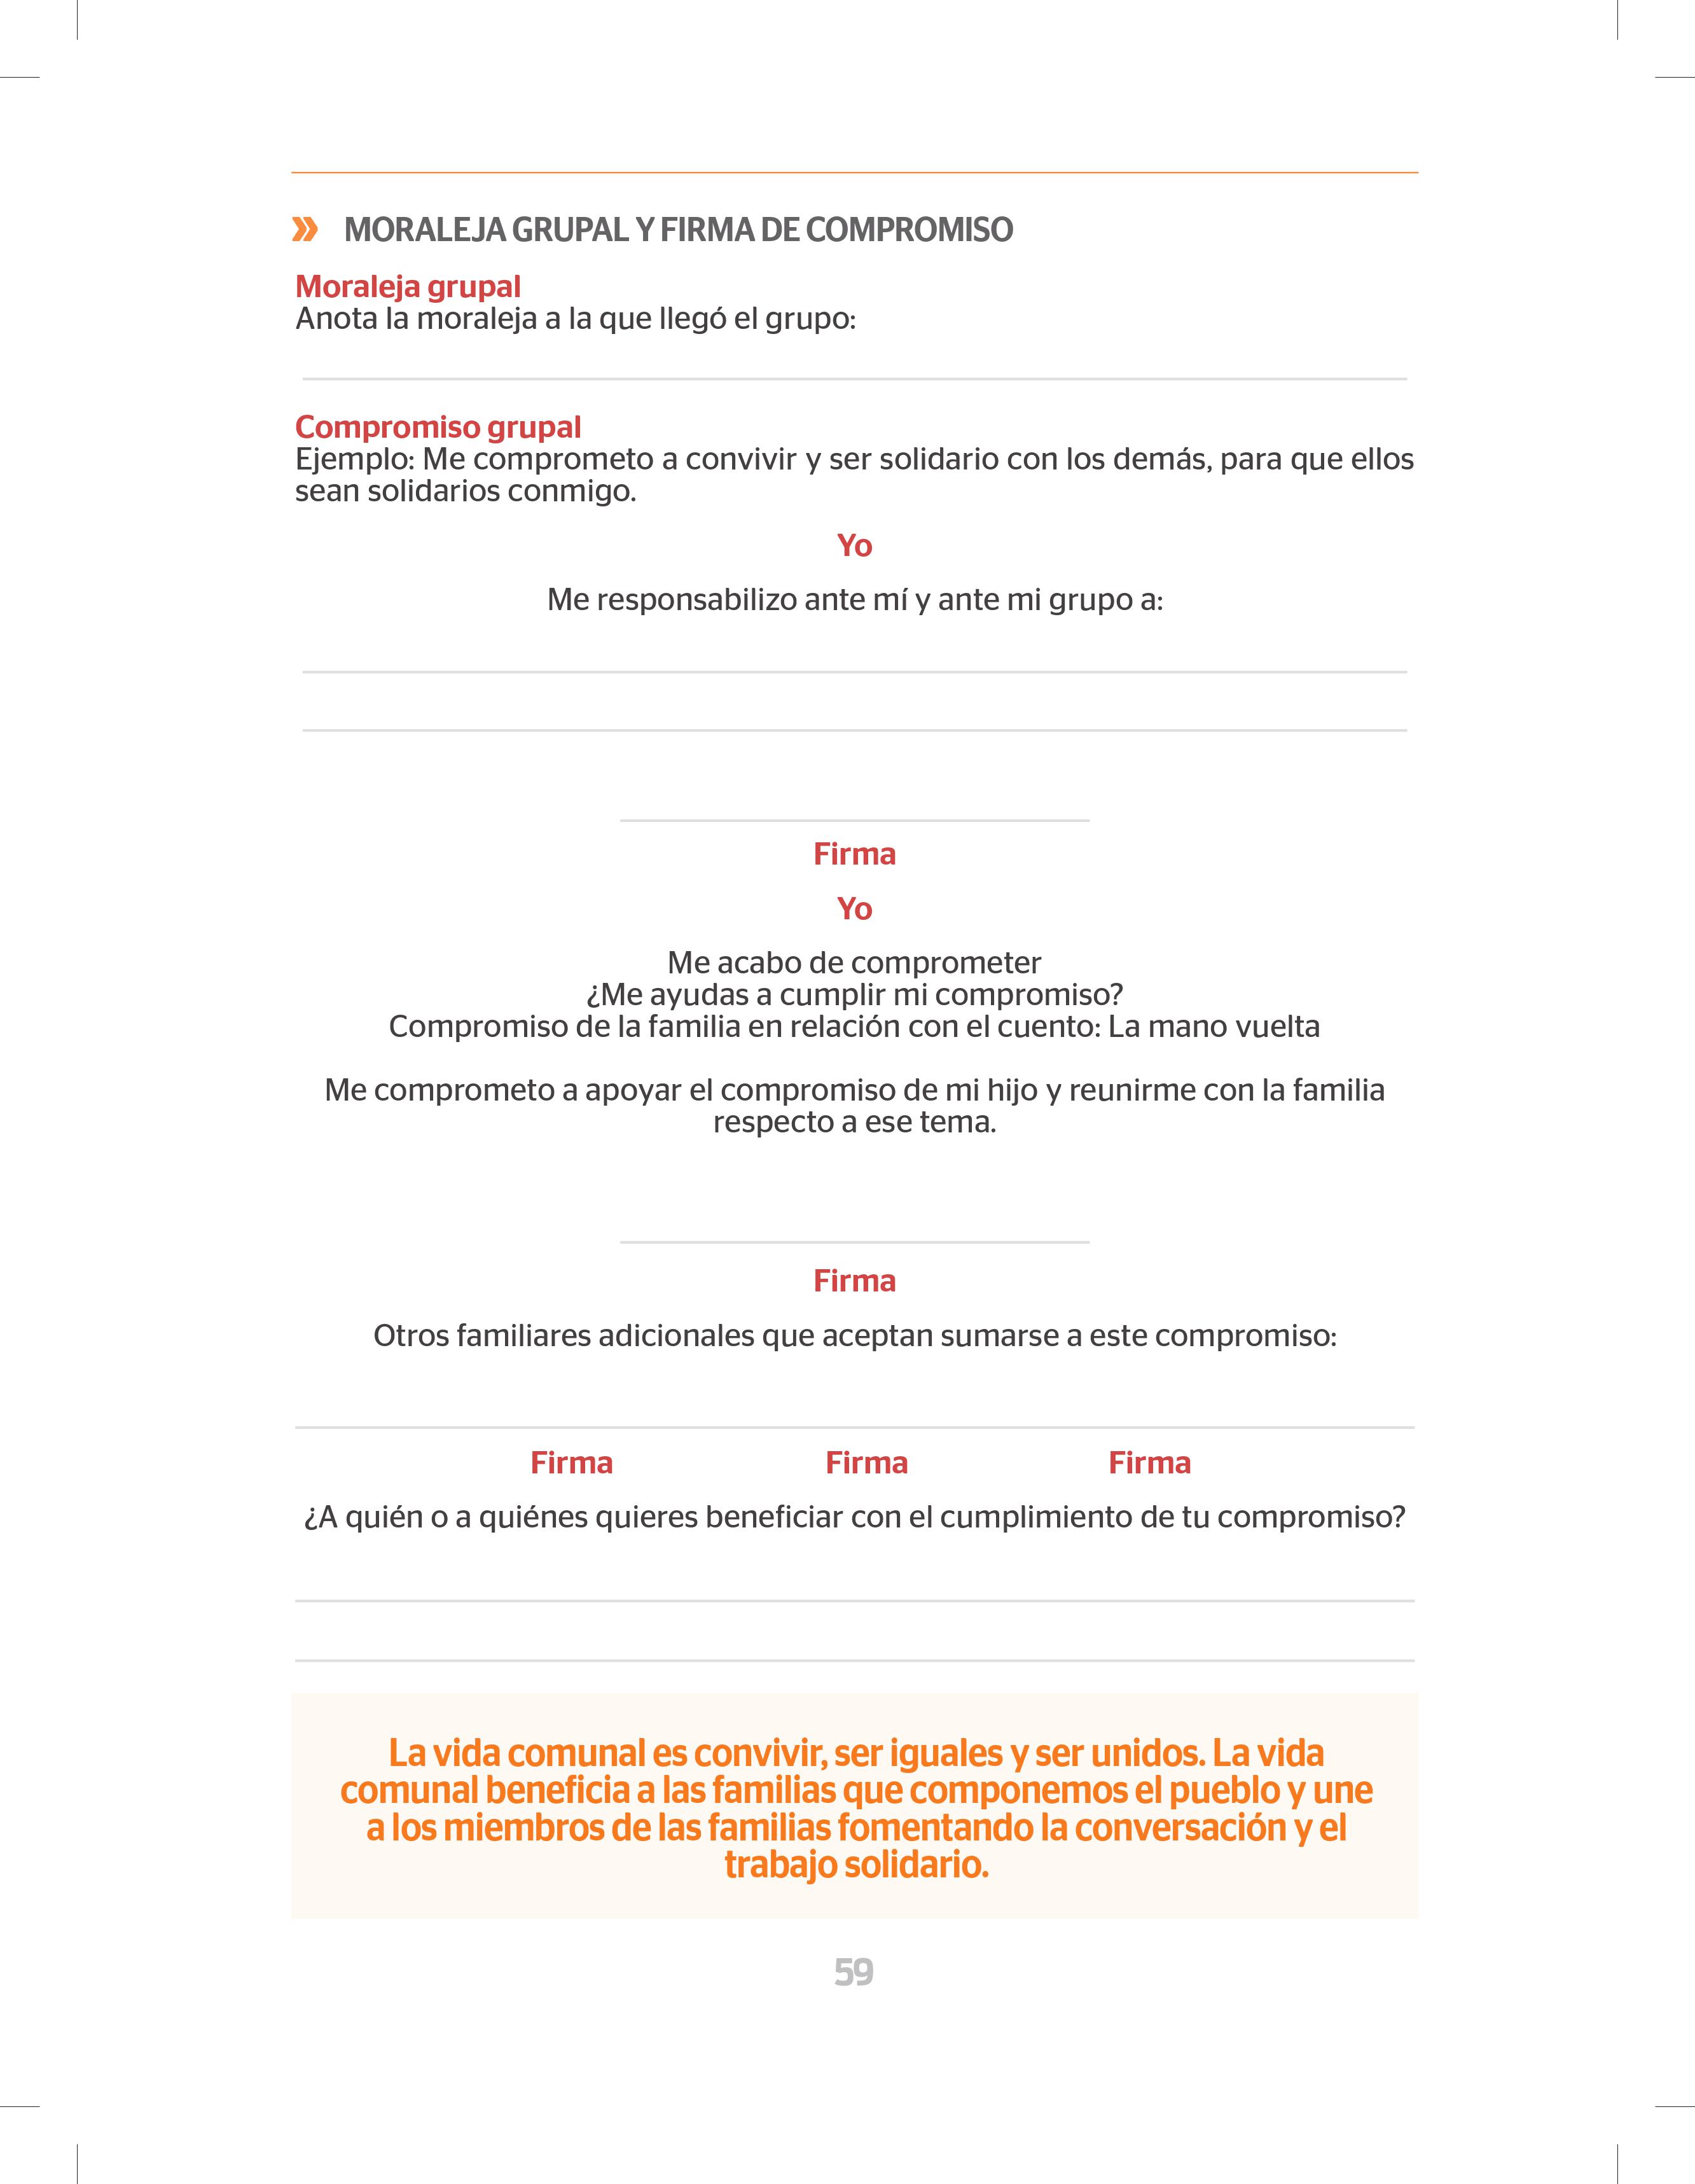 » MORALEJA GRUPAL Y FIRMA DE COMPROMISO
Moraleja grupal
Anota la moraleja a la que llegó el grupo:
Compromiso grupal
Ejemplo: Me comprometo a convivir y ser solidario con los demás, para que ellos
sean solidarios conmigo.
Yo
Me responsabilizo ante mí y ante mi grupo a:
Firma
Yo
Me acabo de comprometer
¿Me ayudas a cumplir mi compromiso?
Compromiso de la familia en relación con el cuento: La mano vuelta
Me comprometo a apoyar el compromiso de mi hijo y reunirme con la familia
respecto a ese tema.
Firma
Otros familiares adicionales que aceptan sumarse a este compromiso:
Firma Firma Firma
¿A quién o a quiénes quieres beneficiar con el cumplimiento de tu compromiso?
La vida comunal es convivir, ser iguales y ser unidos. La vida
comunal beneficia a las familias que componemos el pueblo y une
a los miembros de las familias fomentando la conversación y el
trabajo solidario.
59